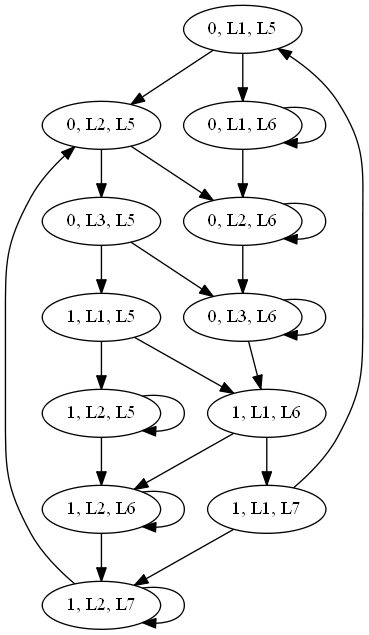 0, L1, L5
0, L2, L5
0, L1, L6
0, L3, L5
0, L2, L6
1, L1, L5
0, L3, L6
1, L2, L5
1, L1, L6
1, L2, L6
1, L1, L7
1, L2, L7